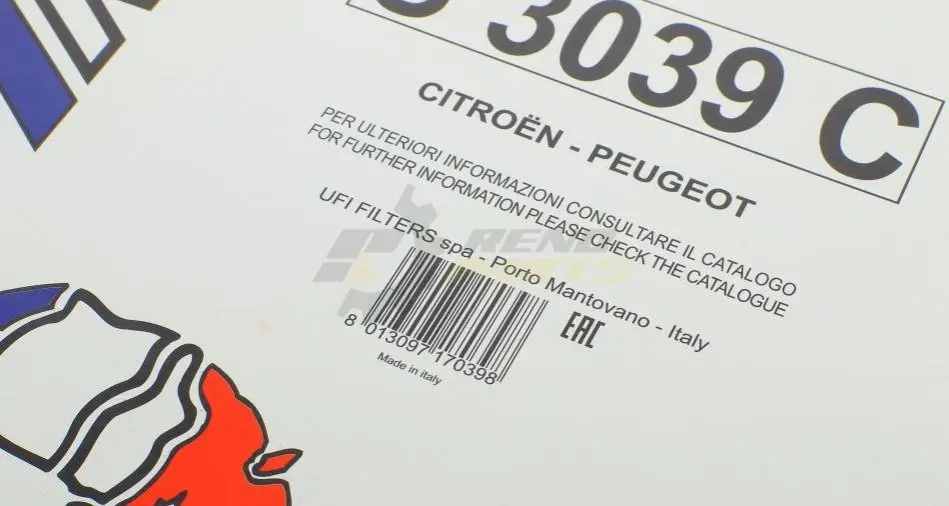 3039 C
CITROËN - PEUGEOT
PER ULTERIORI INFORMAZIONI CONSULTARE IL CATALOGO
FOR FURTHER INFORMATION PLEASE CHECK THE CATALOGUE
UFI FILTERS spa - Porto Mantovano - Italy
EAC
8 013097 170398
Made in italy